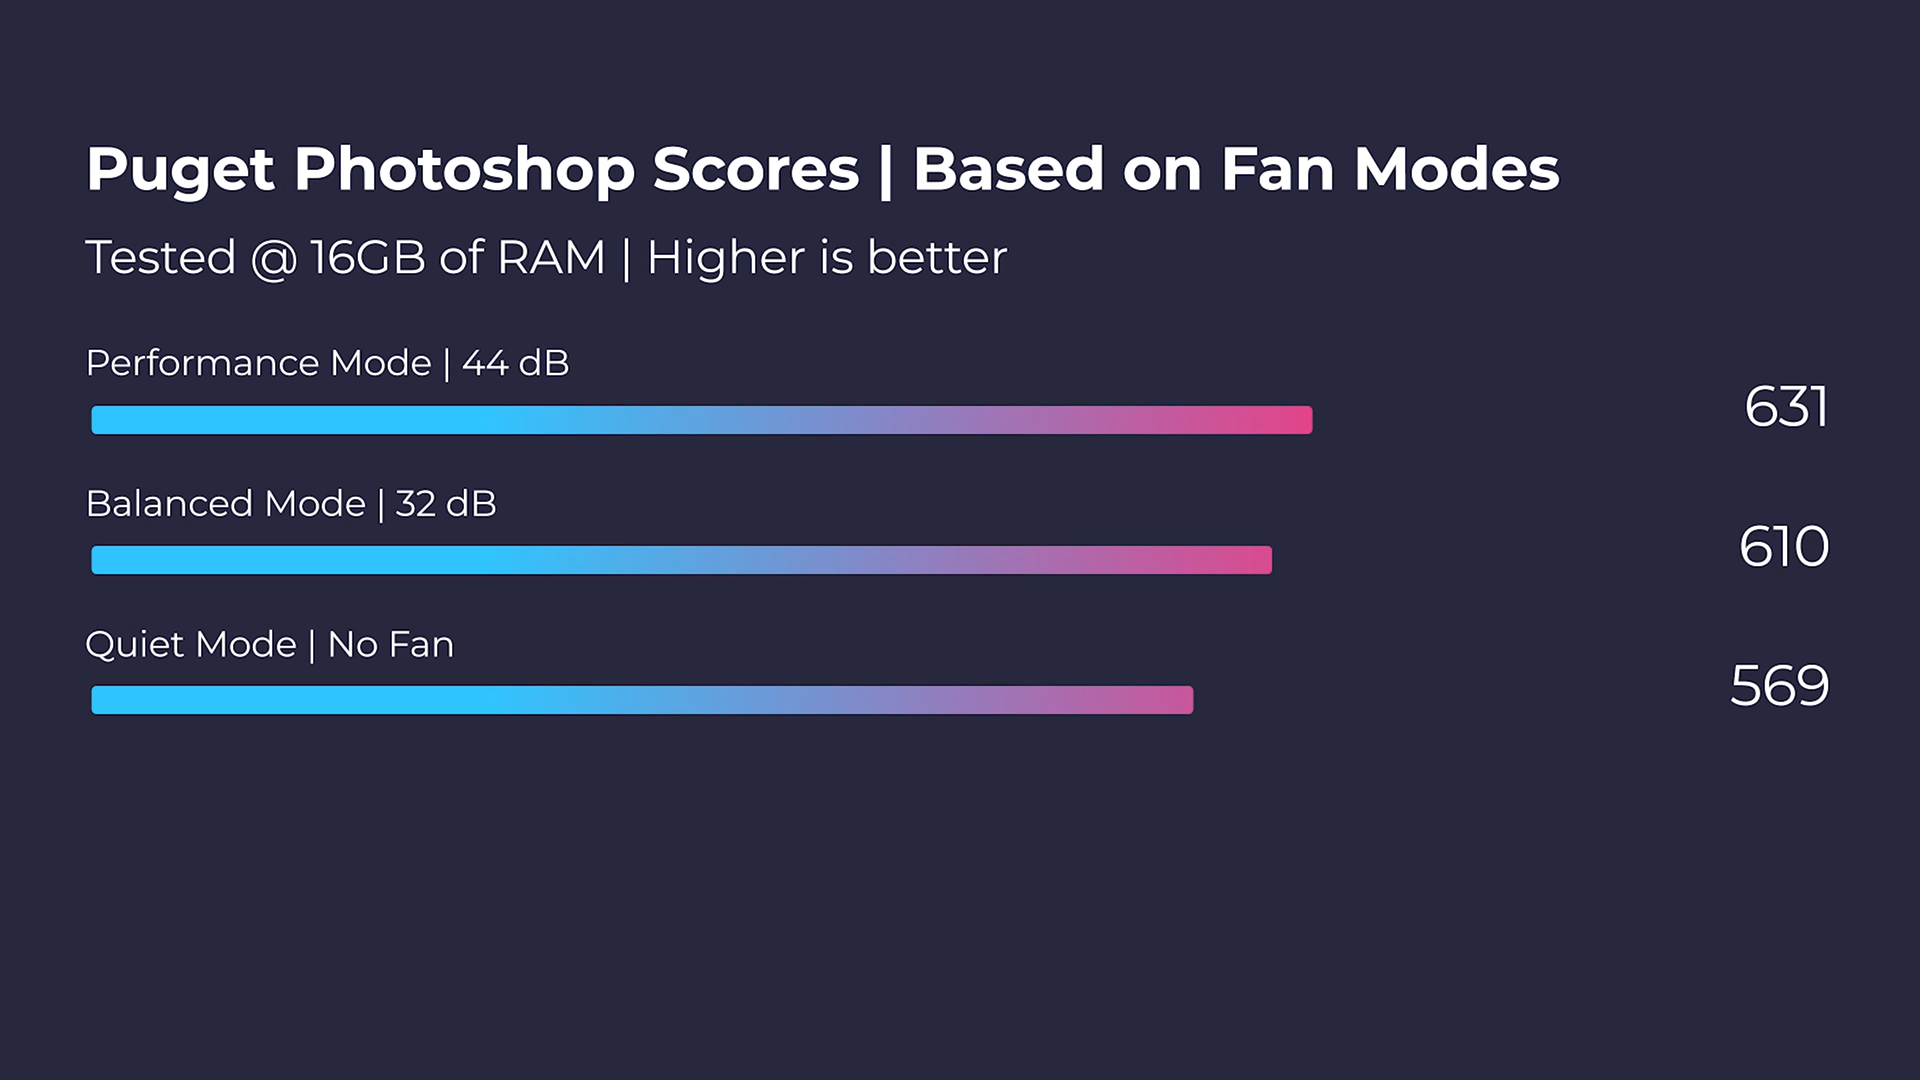 Puget Photoshop Scores | Based on Fan Modes
Tested @ 16GB of RAM | Higher is better
Performance Mode | 44 dB
631
Balanced Mode | 32 dB
610
Quiet Mode | No Fan
569